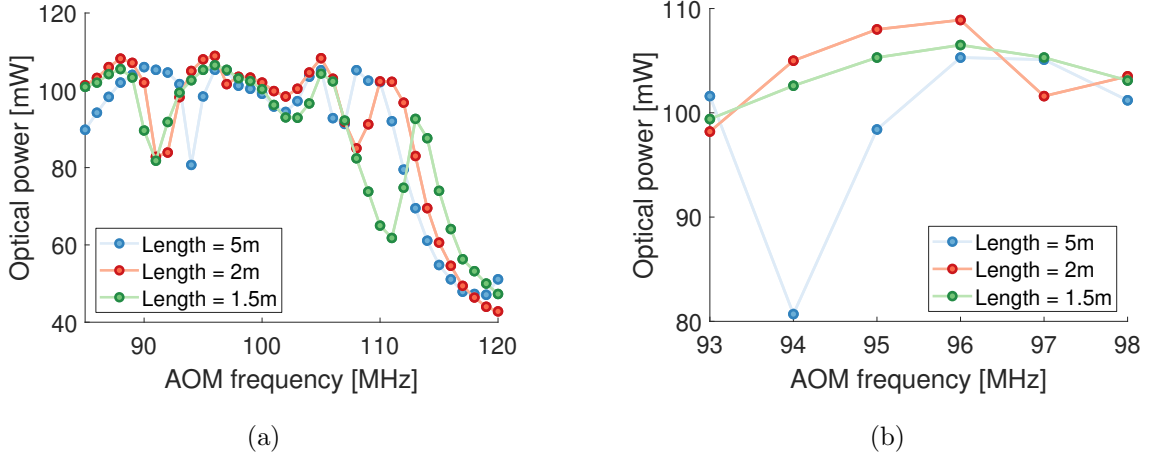 120
100
80
60
40
Optical power [mW]
Length = 5m
Length = 2m
Length = 1.5m
90
100
110
120
AOM frequency [MHz]
(a)
110
100
90
80
Optical power [mW]
Length = 5m
Length = 2m
Length = 1.5m
93
94
95
96
97
98
AOM frequency [MHz]
(b)